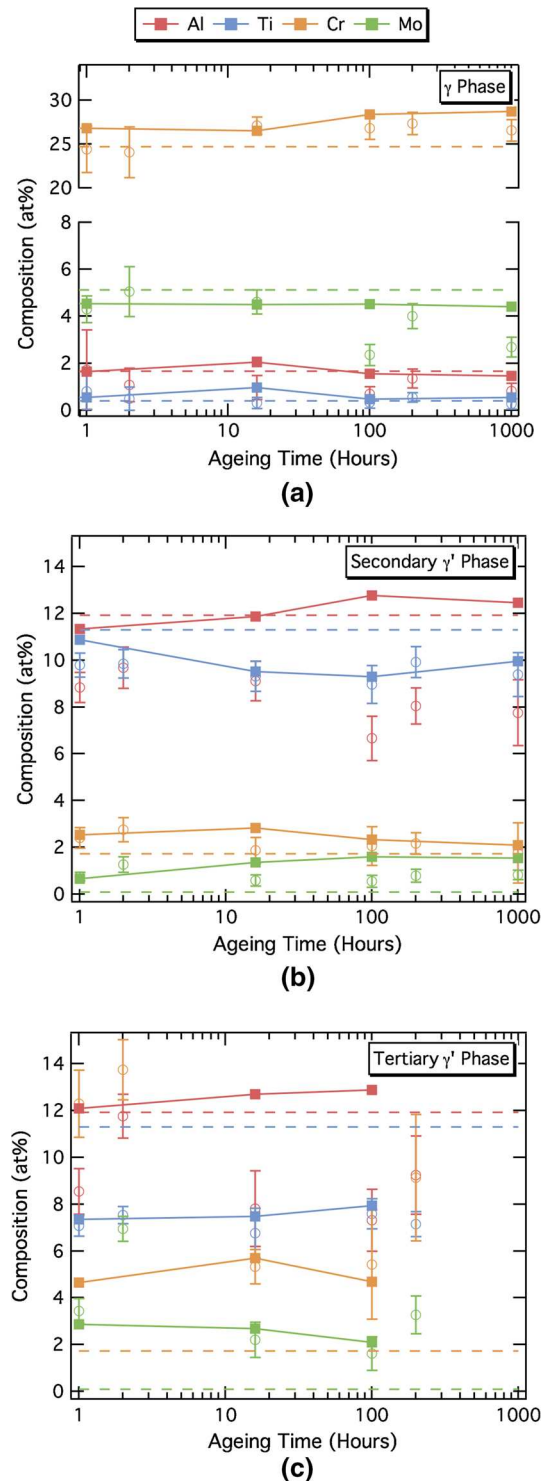 Al Ti Cr Mo
γ Phase
30
25
20
8
6
4
2
0
Composition (at%)
1 10 100 1000
Ageing Time (Hours)
(a)
Secondary γ' Phase
14
12
10
8
6
4
2
0
Composition (at%)
1 10 100 1000
Ageing Time (Hours)
(b)
Tertiary γ' Phase
14
12
10
8
6
4
2
0
Composition (at%)
1 10 100 1000
Ageing Time (Hours)
(c)